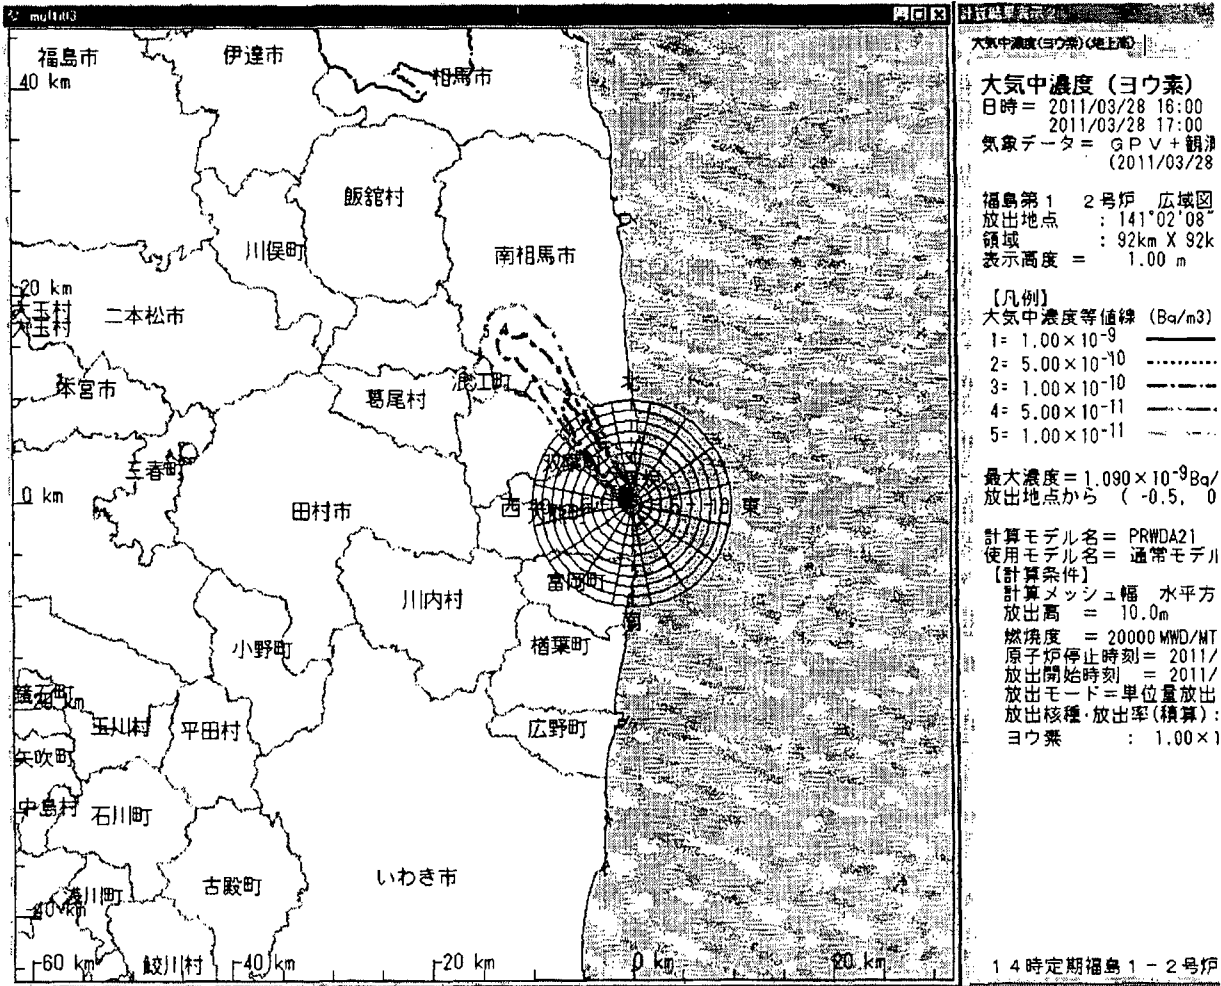 multi03
福島市
伊達市
相馬市
40 km
飯舘村
川俣町
南相馬市
20 km
大玉村
大玉村
二本松市
5 4
本宮市
浪江町
葛尾村
北
三春町
0 km
田村市
西
10 東
富岡町
川内村
南
小野町
楢葉町
玉川村
平田村
広野町
矢吹町
中島村
石川町
いわき市
古殿町
浅川町
-40 km
-60 km
鮫川村
-40 km
-20 km
0 km
20 km
計算結果表示
大気中濃度(ヨウ素)(地上高)
大気中濃度 (ヨウ素)
日時= 2011/03/28 16:00
2011/03/28 17:00
気象データ= GPV+観測
(2011/03/28
福島第1 2号炉 広域図
放出地点 : 141°02'08"
領域 : 92km X 92k
表示高度 = 1.00 m
【凡例】
大気中濃度等値線 (Bq/m3)
1= 1.00×10-9
2= 5.00×10-10
3= 1.00×10-10
4= 5.00×10-11
5= 1.00×10-11
最大濃度=1.090×10-9Bq/
放出地点から ( -0.5, 0
計算モデル名= PRWDA21
使用モデル名= 通常モデル
【計算条件】
計算メッシュ幅 水平方
放出高 = 10.0m
燃焼度 = 20000MWD/MT
原子炉停止時刻= 2011/
放出開始時刻 = 2011/
放出モード=単位量放出
放出核種・放出率(積算):
ヨウ素 : 1.00×1
14時定期福島1-2号炉